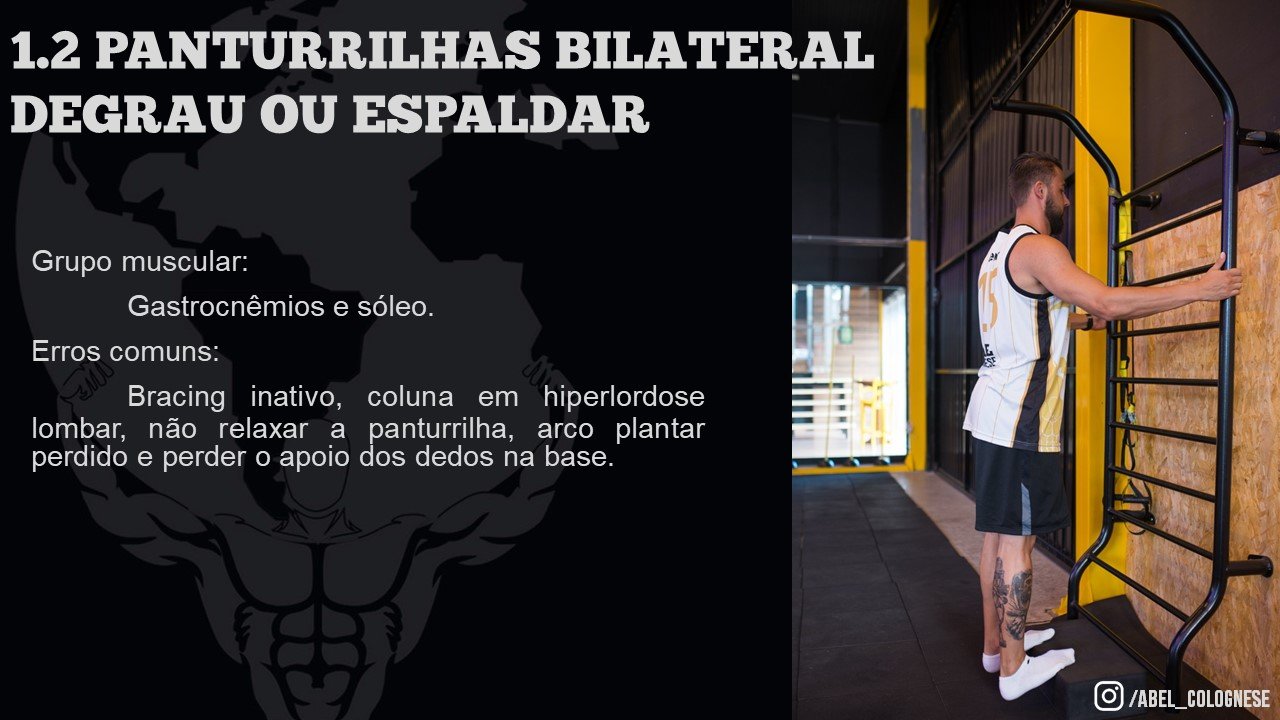 1.2 PANTURRILHAS BILATERAL
DEGRAU OU ESPALDAR
Grupo muscular:
Gastrocnêmios e sóleo.
Erros comuns:
Bracing inativo, coluna em hiperlordose
lombar, não relaxar a panturrilha, arco plantar
perdido e perder o apoio dos dedos na base.
75
/ABEL_COLOGNESE